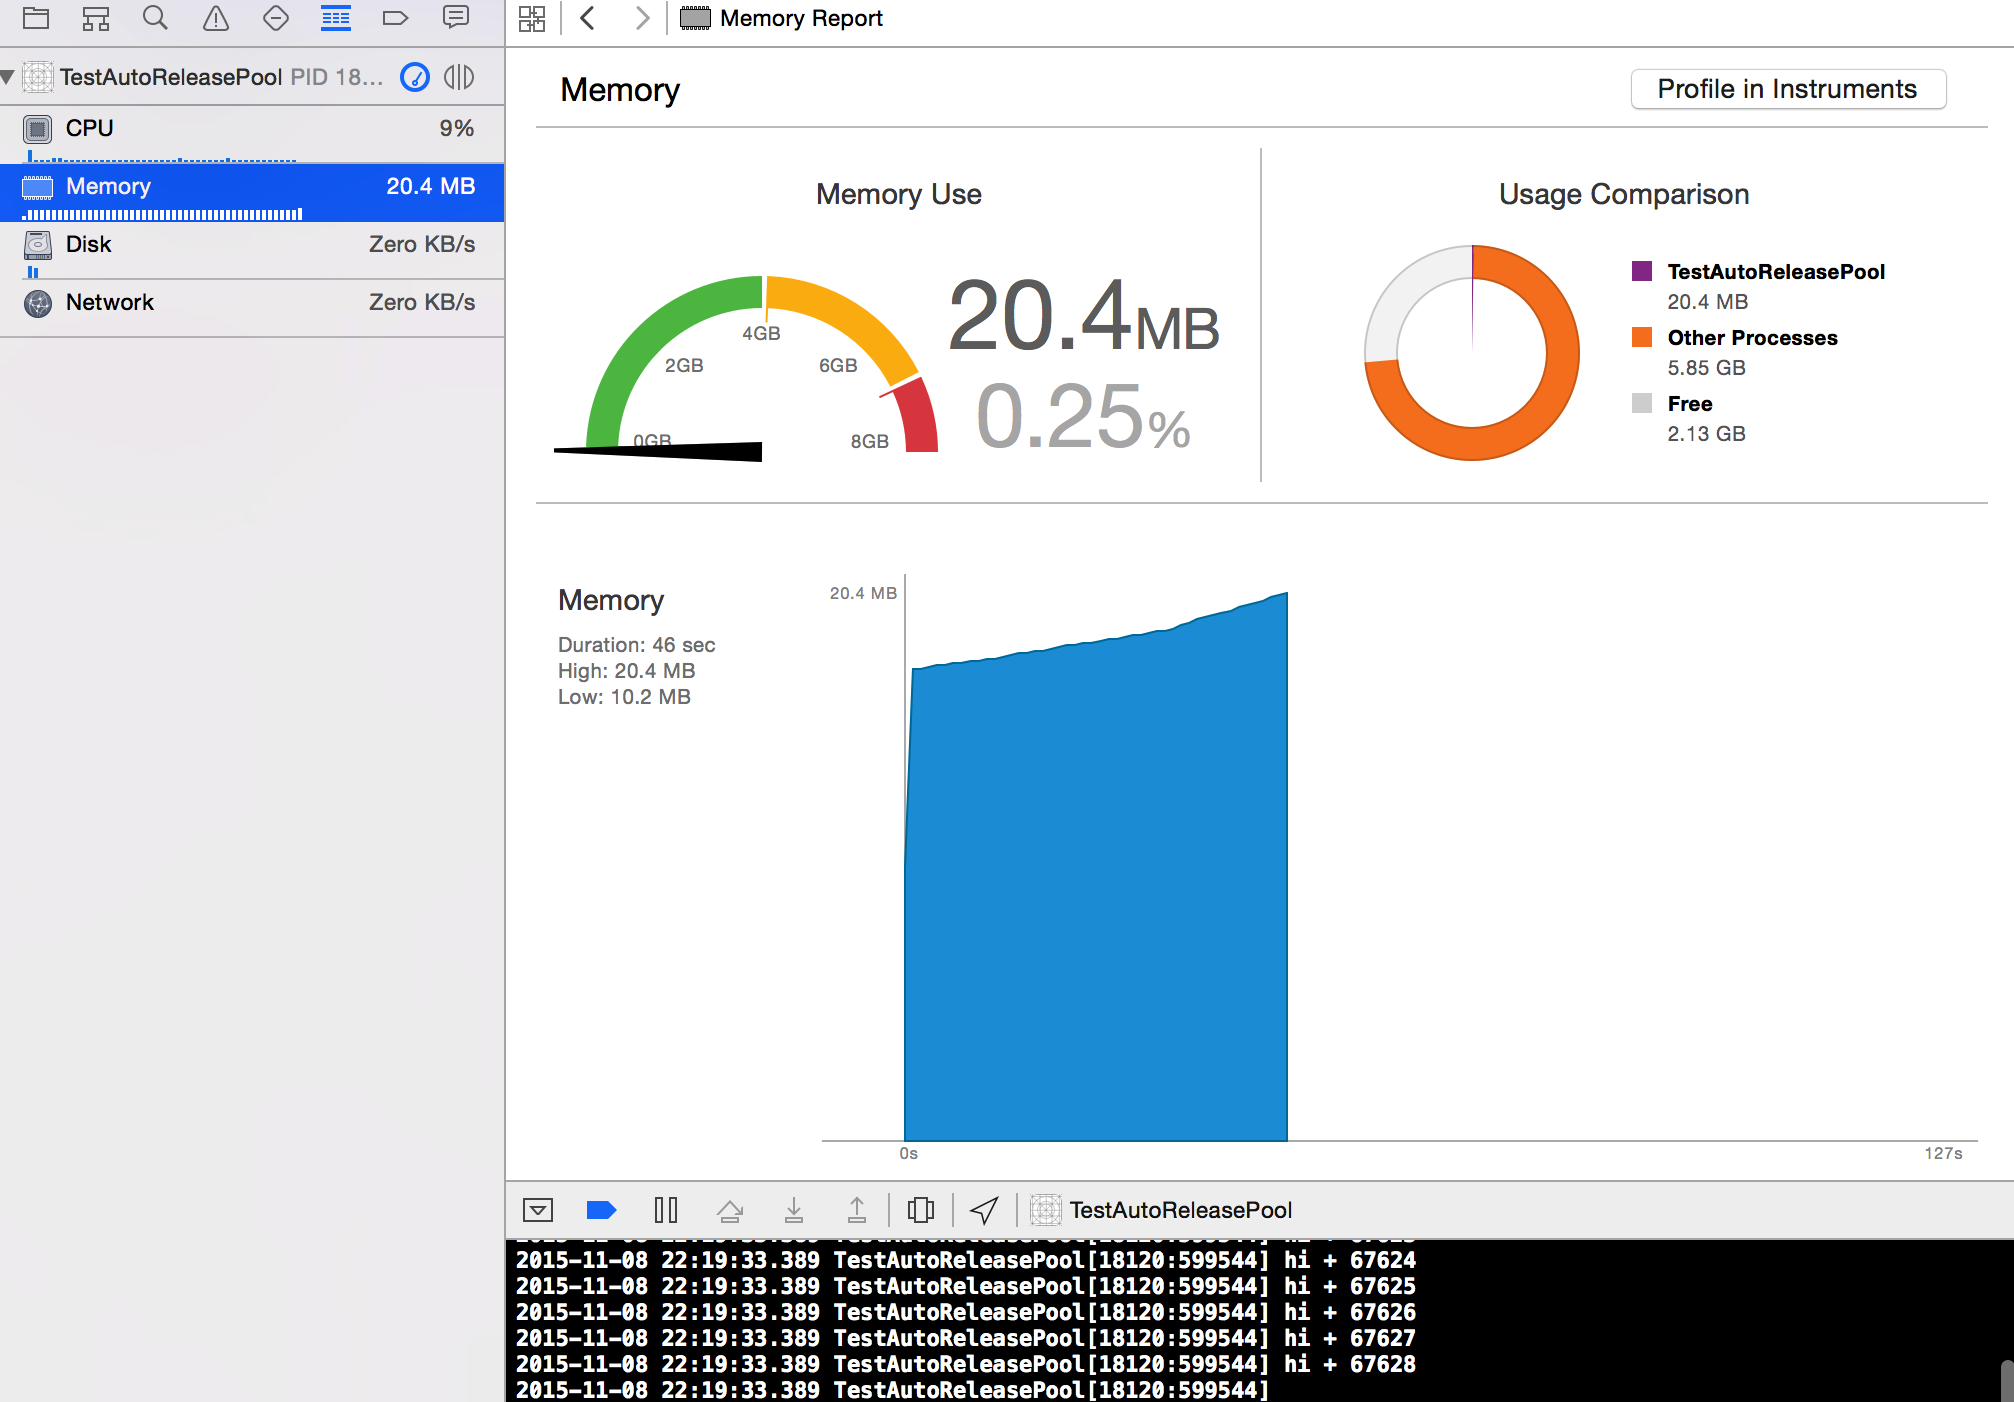 Memory Report
TestAutoReleasePool PID 18...
CPU 9%
Memory 20.4 MB
Disk Zero KB/s
Network Zero KB/s
Memory
Profile in Instruments
Memory Use
0GB
2GB
4GB
6GB
8GB
20.4MB
0.25%
Usage Comparison
TestAutoReleasePool
20.4 MB
Other Processes
5.85 GB
Free
2.13 GB
Memory
Duration: 46 sec
High: 20.4 MB
Low: 10.2 MB
20.4 MB
0s
127s
TestAutoReleasePool
2015-11-08 22:19:33.389 TestAutoReleasePool[18120:599544] hi + 67624
2015-11-08 22:19:33.389 TestAutoReleasePool[18120:599544] hi + 67625
2015-11-08 22:19:33.389 TestAutoReleasePool[18120:599544] hi + 67626
2015-11-08 22:19:33.389 TestAutoReleasePool[18120:599544] hi + 67627
2015-11-08 22:19:33.389 TestAutoReleasePool[18120:599544] hi + 67628
2015-11-08 22:19:33.389 TestAutoReleasePool[18120:599544]